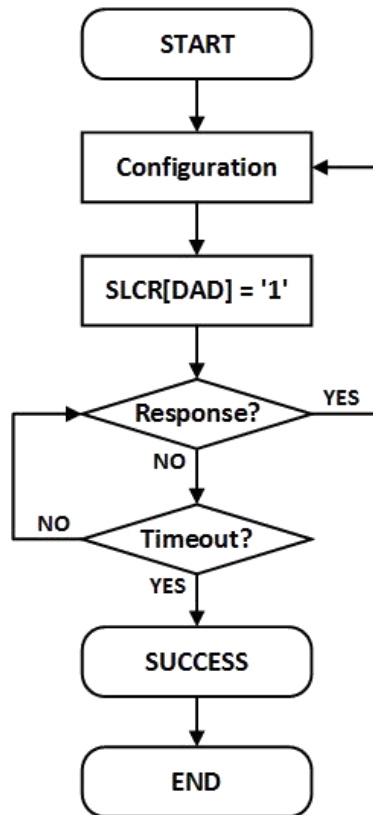 START
Configuration
SLCR[DAD] = '1'
Response?
YES
NO
Timeout?
NO
YES
SUCCESS
END